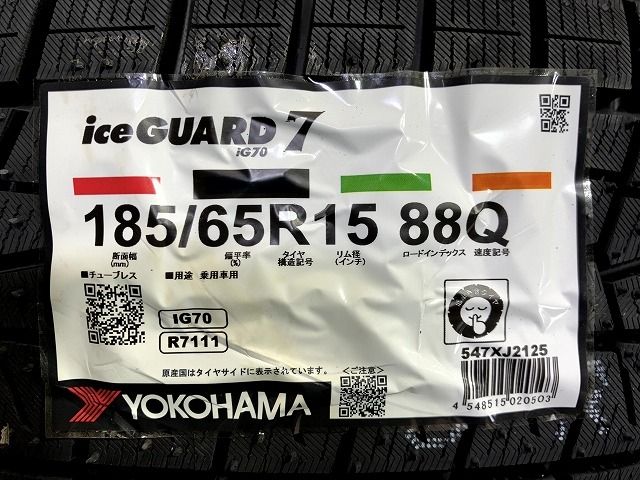 iceGUARD 7
iG70
185/65R15 88Q
断面幅
(mm)
偏平率
(%)
タイヤ
構造記号
リム径
(インチ)
ロードインデックス
速度記号
■チューブレス
■用途 乗用車用
iG70
R7111
547XJ2125
原産国はタイヤサイドに表示されています。
<ご注意>
YOKOHAMA
4 548515 020503